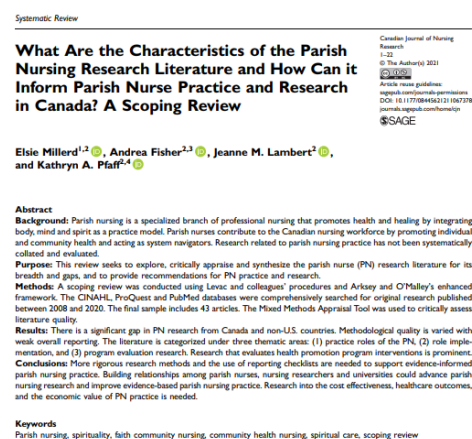 Systematic Review
What Are the Characteristics of the Parish
Nursing Research Literature and How Can it
Inform Parish Nurse Practice and Research
in Canada? A Scoping Review
Canadian Journal of Nursing
Research
1–22
© The Author(s) 2021
Article reuse guidelines:
sagepub.com/journals-permissions
DOI: 10.1177/08445621211067378
journals.sagepub.com/home/cjn
SAGE
Elsie Millerd1,2, Andrea Fisher2,3, Jeanne M. Lambert2,
and Kathryn A. Pfaff2,4
Abstract
Background: Parish nursing is a specialized branch of professional nursing that promotes health and healing by integrating
body, mind and spirit as a practice model. Parish nurses contribute to the Canadian nursing workforce by promoting individual
and community health and acting as system navigators. Research related to parish nursing practice has not been systematically
collated and evaluated.
Purpose: This review seeks to explore, critically appraise and synthesize the parish nurse (PN) research literature for its
breadth and gaps, and to provide recommendations for PN practice and research.
Methods: A scoping review was conducted using Levac and colleagues' procedures and Arksey and O'Malley's enhanced
framework. The CINAHL, ProQuest and PubMed databases were comprehensively searched for original research published
between 2008 and 2020. The final sample includes 43 articles. The Mixed Methods Appraisal Tool was used to critically assess
literature quality.
Results: There is a significant gap in PN research from Canada and non-U.S. countries. Methodological quality is varied with
weak overall reporting. The literature is categorized under three thematic areas: (1) practice roles of the PN, (2) role imple-
mentation, and (3) program evaluation research. Research that evaluates health promotion program interventions is prominent.
Conclusions: More rigorous research methods and the use of reporting checklists are needed to support evidence-informed
parish nursing practice. Building relationships among parish nurses, nursing researchers and universities could advance parish
nursing research and improve evidence-based parish nursing practice. Research into the cost effectiveness, healthcare outcomes,
and the economic value of PN practice is needed.
Keywords
Parish nursing, spirituality, faith community nursing, community health nursing, spiritual care, scoping review